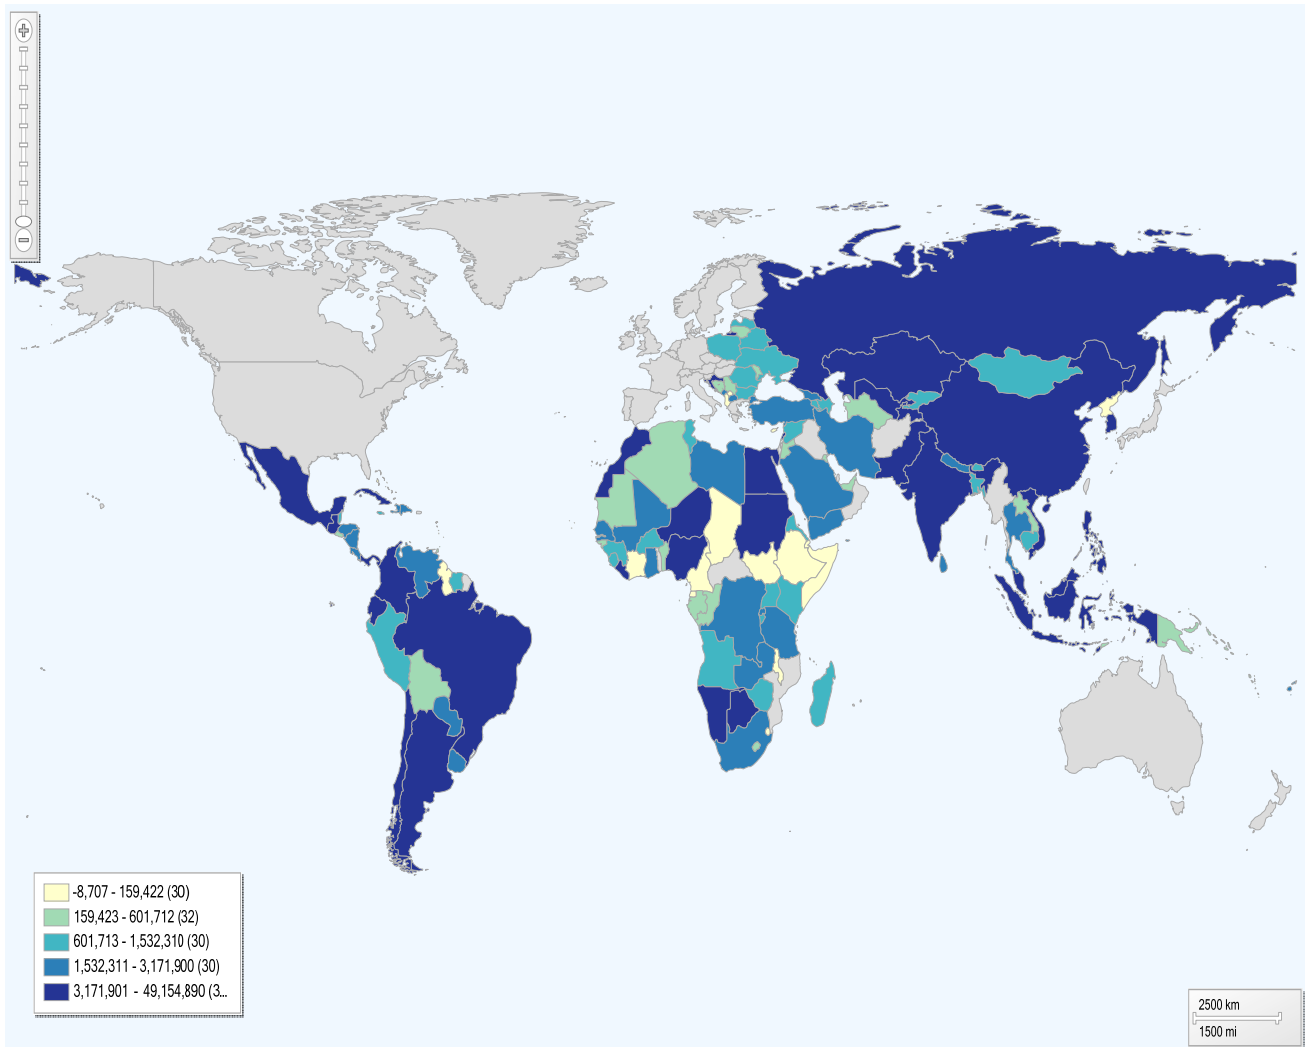 -8,707 - 159,422 (30)
159,423 - 601,712 (32)
601,713 - 1,532,310 (30)
1,532,311 - 3,171,900 (30)
3,171,901 - 49,154,890 (3...
2500 km
1500 mi